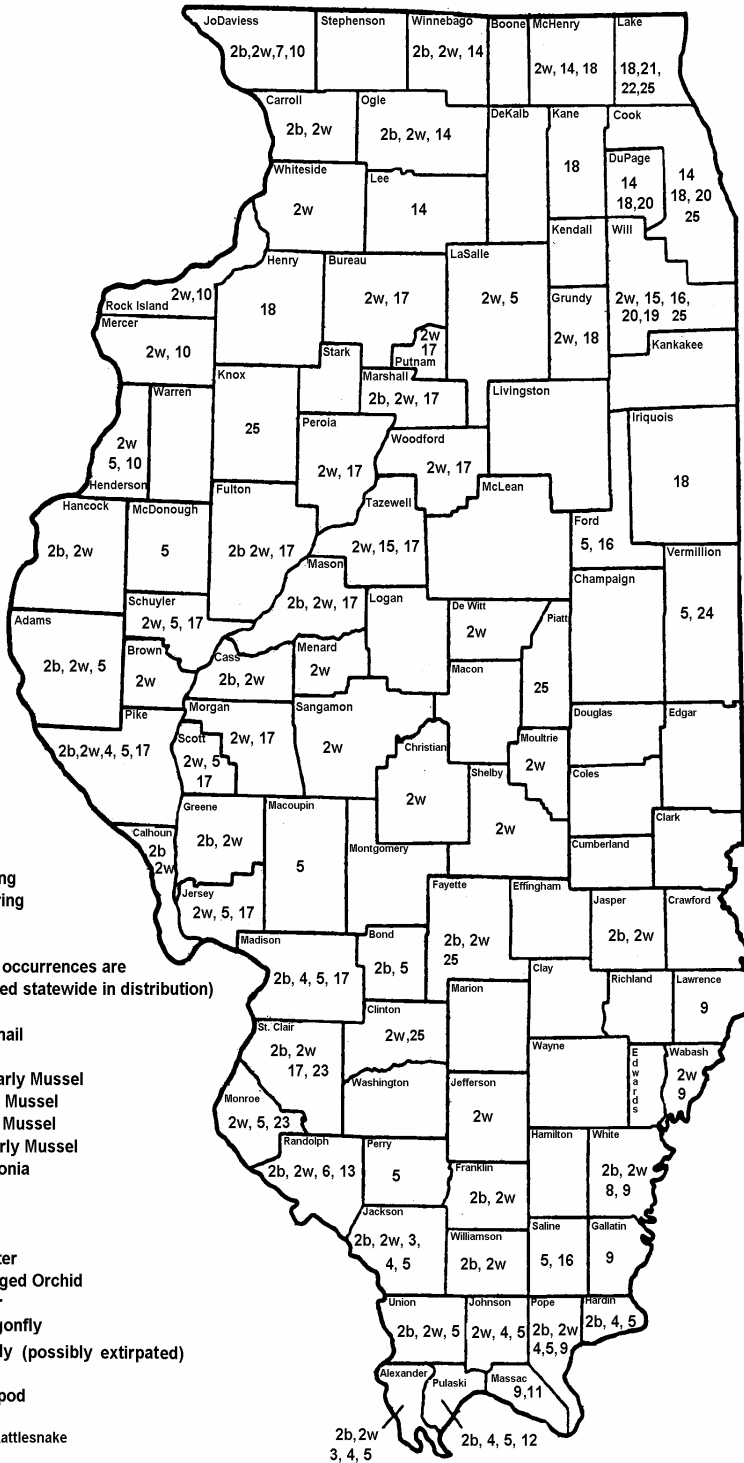 JoDaviess
2b,2w,7,10
Stephenson
Winnebago
2b, 2w, 14
Boone
McHenry
2w, 14, 18
Lake
18,21,
22,25
Carroll
2b, 2w
Ogle
2b, 2w, 14
DeKalb
Kane
18
Cook
14
18, 20
25
DuPage
14
18,20
Whiteside
2w
Lee
14
Kendall
Will
2w, 15, 16,
20,19 25
Rock Island
2w,10
Henry
18
Bureau
2w, 17
LaSalle
2w, 5
Grundy
2w, 18
Kankakee
Mercer
2w, 10
Stark
2w
17
Putnam
Marshall
2b, 2w, 17
Knox
25
Warren
2w
5, 10
Henderson
Peroia
2w, 17
Woodford
2w, 17
Livingston
Iriquois
18
Hancock
2b, 2w
McDonough
5
Fulton
2b 2w, 17
Tazewell
2w, 15, 17
McLean
Ford
5, 16
Vermillion
5, 24
Champaign
Mason
2b, 2w, 17
Logan
De Witt
2w
Piatt
25
Schuyler
2w, 5, 17
Adams
2b, 2w, 5
Brown
2w
Cass
2b, 2w
Menard
2w
Macon
Pike
2b,2w,4, 5,17
Morgan
2w, 17
Scott
2w, 5
17
Sangamon
2w
Christian
2w
Moultrie
2w
Douglas
Edgar
Shelby
2w
Coles
Clark
Cumberland
Greene
2b, 2w
Macoupin
5
Montgomery
Calhoun
2b
2w
Jersey
2w, 5, 17
Fayette
2b, 2w
25
Effingham
Jasper
2b, 2w
Crawford
Madison
2b, 4, 5, 17
Bond
2b, 5
Clay
Richland
Lawrence
9
Marion
Clinton
2w,25
St. Clair
2b, 2w
17, 23
Wayne
Edwards
Wabash
2w
9
Washington
Jefferson
2w
Monroe
2w, 5, 23
Randolph
2b, 2w, 6, 13
Perry
5
Hamilton
White
2b, 2w
8, 9
Franklin
2b, 2w
Jackson
2b, 2w, 3,
4, 5
Williamson
2b, 2w
Saline
5, 16
Gallatin
9
Union
2b, 2w, 5
Johnson
2w, 4, 5
Pope
2b, 2w
4,5,9
Hardin
2b, 4, 5
Alexander
Pulaski
Massac
9,11
2b,2w
3, 4, 5
2b, 4, 5, 12
ng
ring
occurrences are
ed statewide in distribution)
nail
arly Mussel
Mussel
Mussel
rly Mussel
onia
ter
ged Orchid
r
gonfly
ly (possibly extirpated)
pod
attlesnake